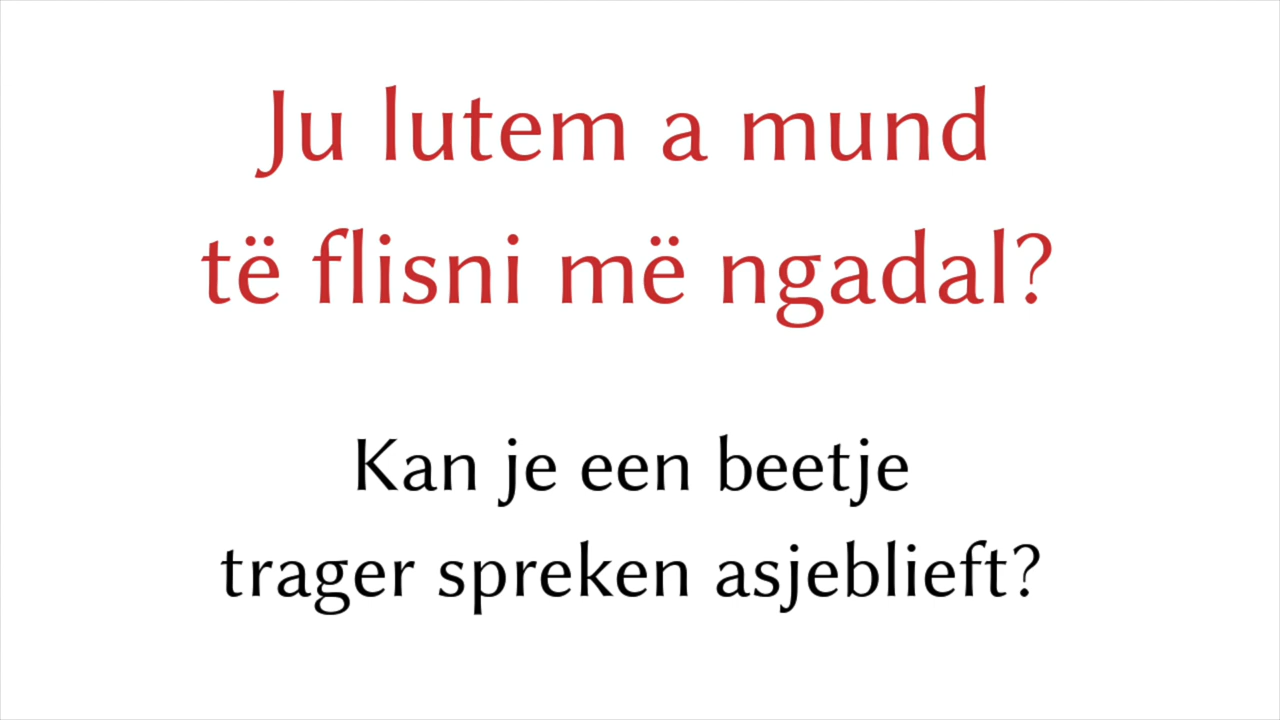 Ju lutem a mund
të flisni më ngadal?
Kan je een beetje
trager spreken asjeblieft?